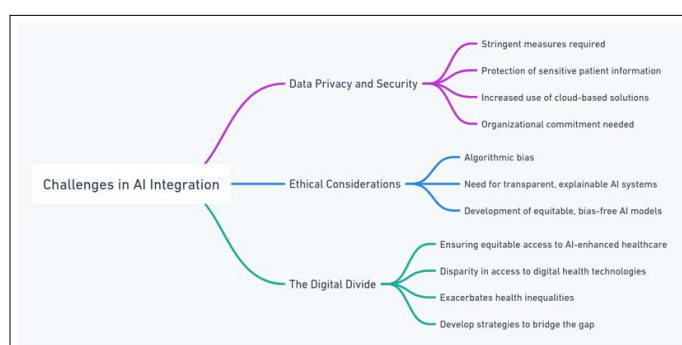 Challenges in AI Integration
Data Privacy and Security
Stringent measures required
Protection of sensitive patient information
Increased use of cloud-based solutions
Organizational commitment needed
Ethical Considerations
Algorithmic bias
Need for transparent, explainable AI systems
Development of equitable, bias-free AI models
The Digital Divide
Ensuring equitable access to AI-enhanced healthcare
Disparity in access to digital health technologies
Exacerbates health inequalities
Develop strategies to bridge the gap